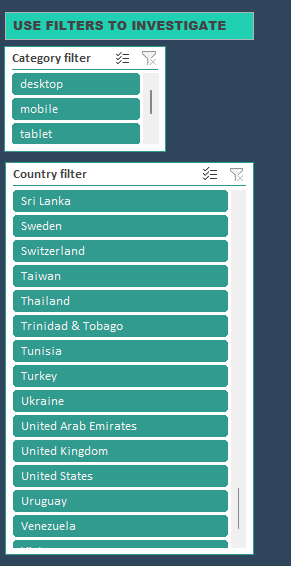 USE FILTERS TO INVESTIGATE
Category filter
desktop
mobile
tablet
Country filter
Sri Lanka
Sweden
Switzerland
Taiwan
Thailand
Trinidad & Tobago
Tunisia
Turkey
Ukraine
United Arab Emirates
United Kingdom
United States
Uruguay
Venezuela